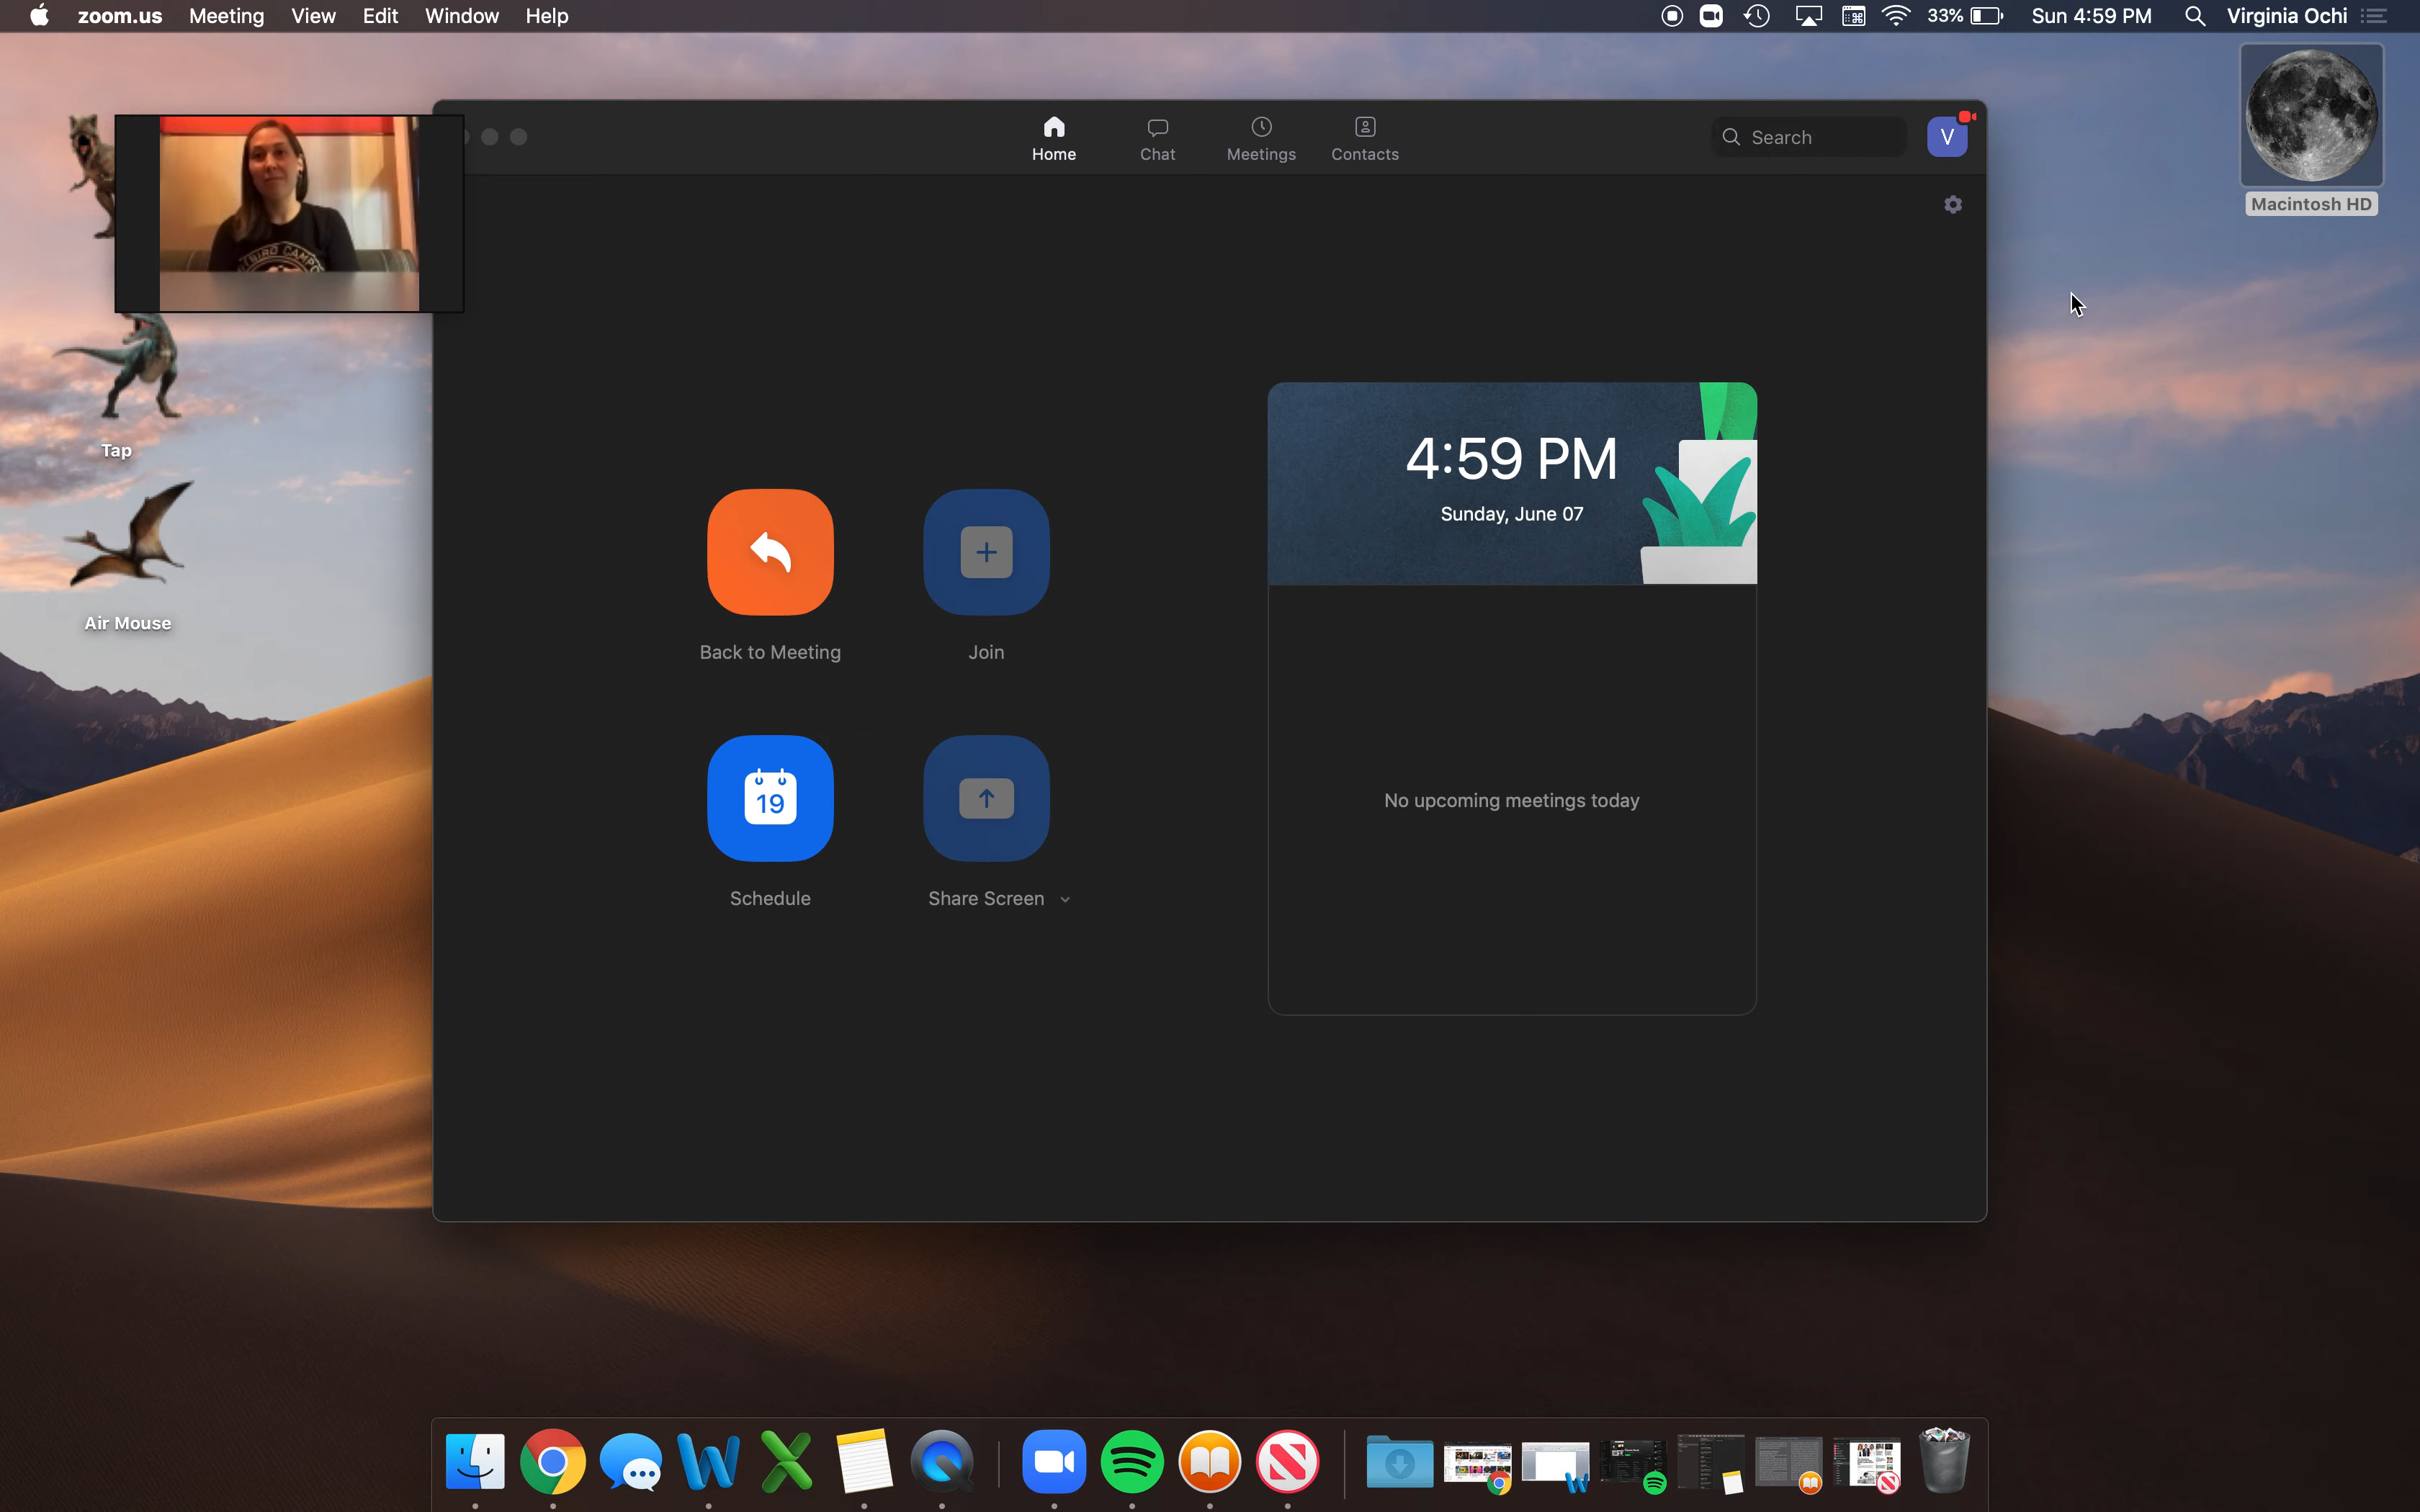 zoom.us Meeting View Edit Window Help
33% Sun 4:59 PM Virginia Ochi
Macintosh HD
Home Chat Meetings Contacts
Search
V
BIRD CAMP
Tap
Air Mouse
4:59 PM
Sunday, June 07
Back to Meeting Join
19
Schedule Share Screen
No upcoming meetings today